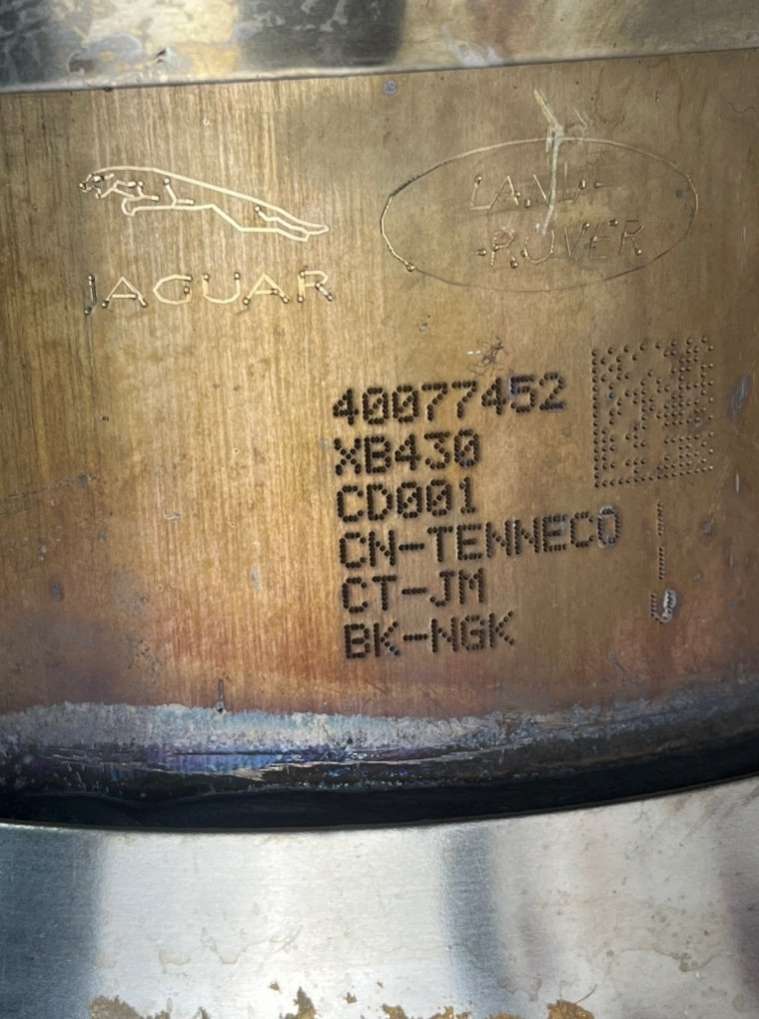 JAGUAR
LAND-
-ROVER
40077452
XB430
CD001
CN-TENNECO
CT-JM
BK-NGK